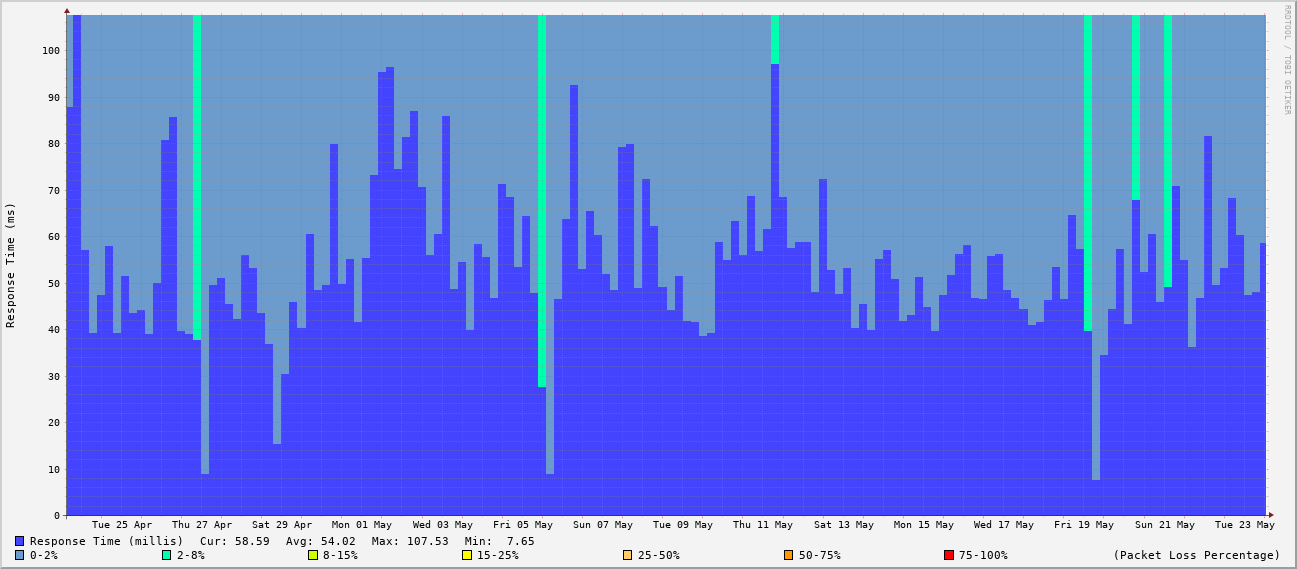 RRDTOOL / TOBI OETIKER
Response Time (ms)
100
90
80
70
60
50
40
30
20
10
0
Tue 25 Apr Thu 27 Apr Sat 29 Apr Mon 01 May Wed 03 May Fri 05 May Sun 07 May Tue 09 May Thu 11 May Sat 13 May Mon 15 May Wed 17 May Fri 19 May Sun 21 May Tue 23 May
Response Time (millis) Cur: 58.59 Avg: 54.02 Max: 107.53 Min: 7.65
0-2% 2-8% 8-15% 15-25% 25-50% 50-75% 75-100% (Packet Loss Percentage)